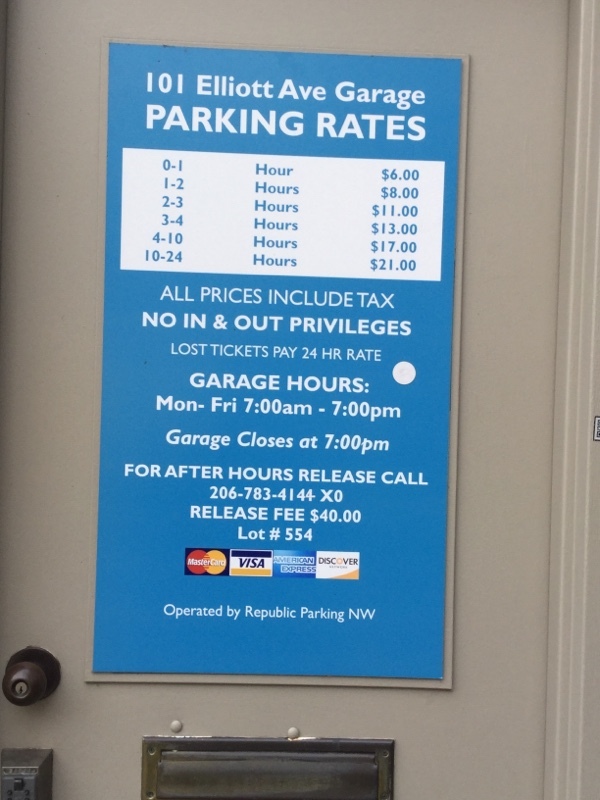 101 Elliott Ave Garage
PARKING RATES
0-1 Hour $6.00
1-2 Hours $8.00
2-3 Hours $11.00
3-4 Hours $13.00
4-10 Hours $17.00
10-24 Hours $21.00
ALL PRICES INCLUDE TAX
NO IN & OUT PRIVILEGES
LOST TICKETS PAY 24 HR RATE
GARAGE HOURS:
Mon- Fri 7:00am - 7:00pm
Garage Closes at 7:00pm
FOR AFTER HOURS RELEASE CALL
206-783-4144 X0
RELEASE FEE $40.00
Lot # 554
MasterCard VISA AMERICAN EXPRESS DISCOVER
Operated by Republic Parking NW